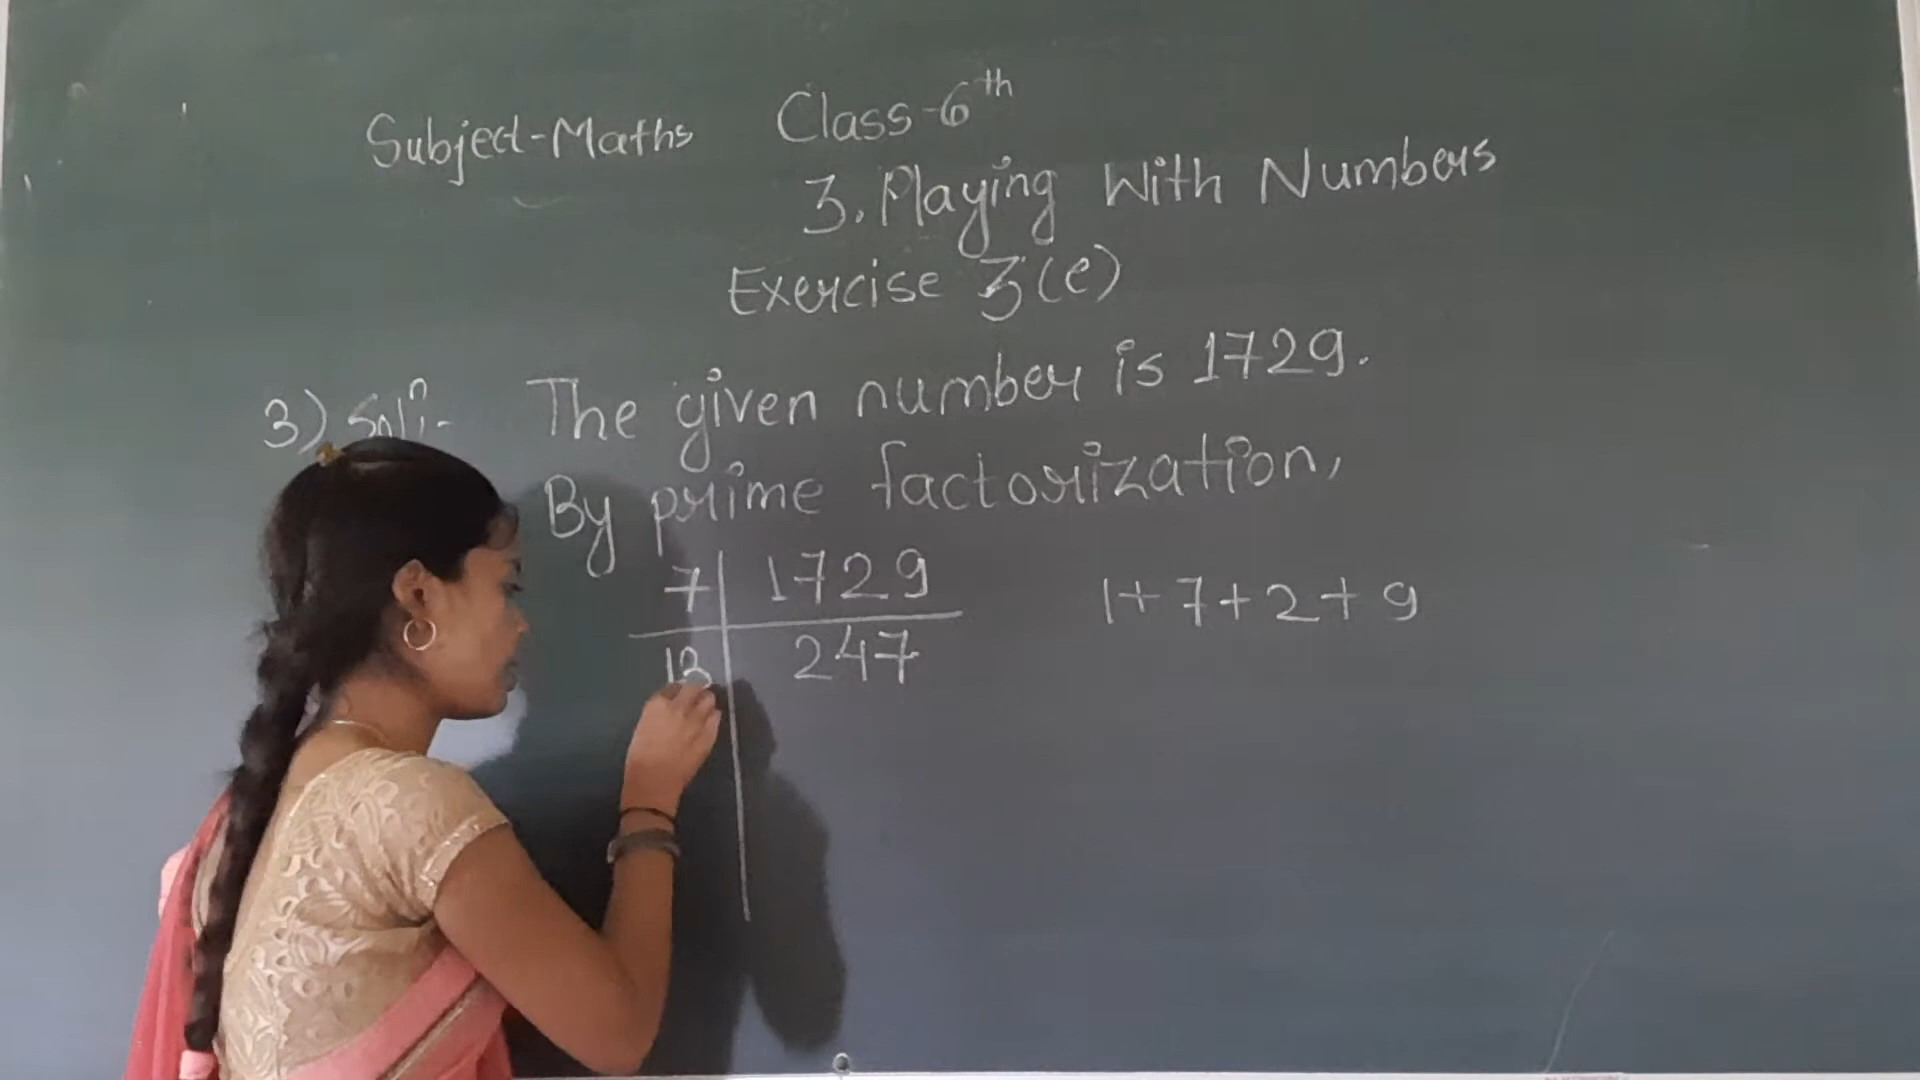 Subject-Maths Class-6th
3. Playing With Numbers
Exercise 3(e)
3) Solⁿ:- The given number is 1729.
By prime factorization,
7 | 1729
13 | 247
1+7+2+9